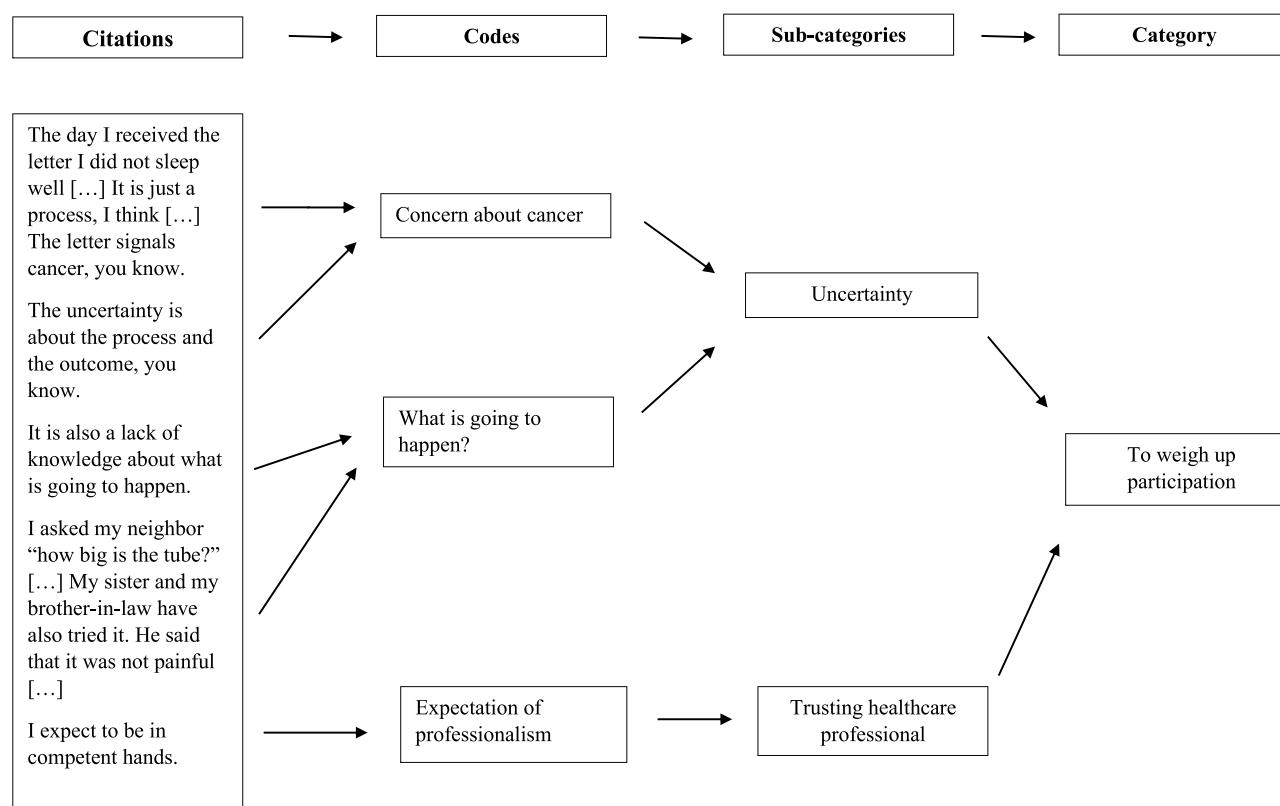 Citations
Codes
Sub-categories
Category
The day I received the
letter I did not sleep
well […] It is just a
process, I think […]
The letter signals
cancer, you know.
The uncertainty is
about the process and
the outcome, you
know.
It is also a lack of
knowledge about what
is going to happen.
I asked my neighbor
“how big is the tube?”
[…] My sister and my
brother-in-law have
also tried it. He said
that it was not painful
[…]
I expect to be in
competent hands.
Concern about cancer
What is going to
happen?
Expectation of
professionalism
Uncertainty
Trusting healthcare
professional
To weigh up
participation